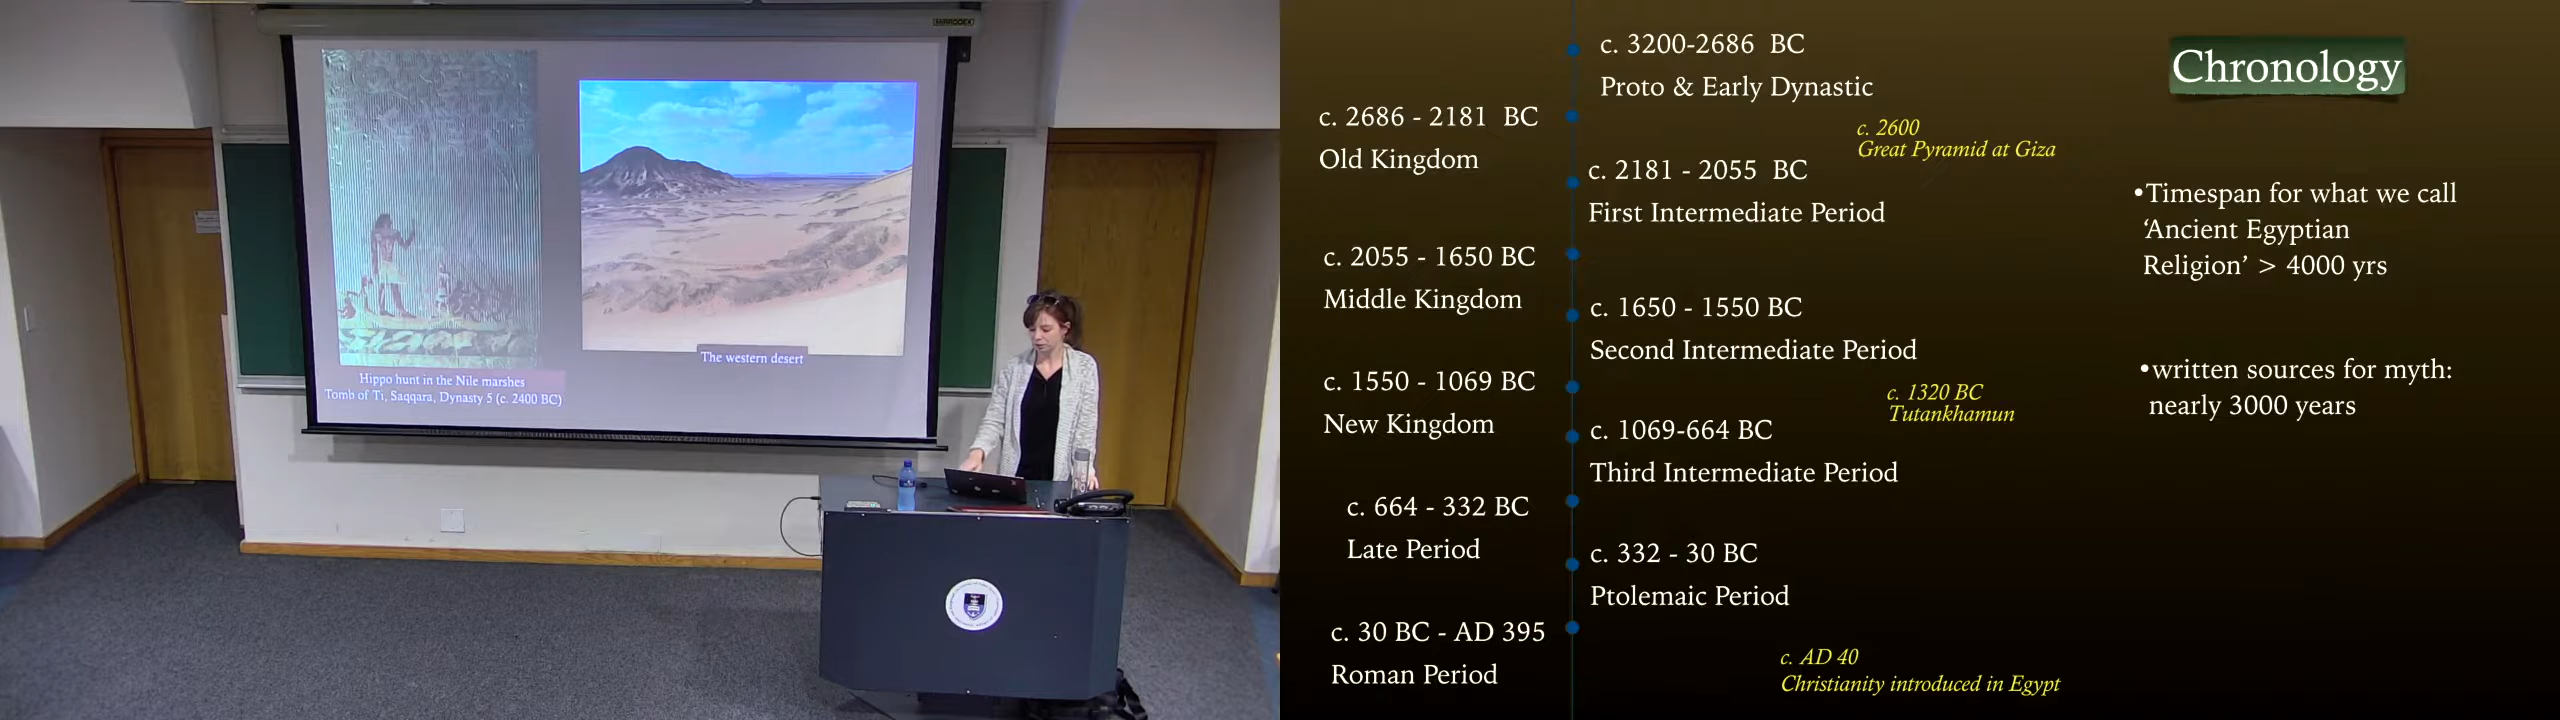 The western desert
Hippo hunt in the Nile marshes
Tomb of Ti, Saqqara, Dynasty 5 (c. 2400 BC)
Chronology
c. 3200-2686 BC
Proto & Early Dynastic
c. 2686 - 2181 BC
Old Kingdom
c. 2600
Great Pyramid at Giza
c. 2181 - 2055 BC
First Intermediate Period
c. 2055 - 1650 BC
Middle Kingdom
c. 1650 - 1550 BC
Second Intermediate Period
c. 1550 - 1069 BC
New Kingdom
c. 1320 BC
Tutankhamun
c. 1069-664 BC
Third Intermediate Period
c. 664 - 332 BC
Late Period
c. 332 - 30 BC
Ptolemaic Period
c. 30 BC - AD 395
Roman Period
c. AD 40
Christianity introduced in Egypt
•Timespan for what we call
‘Ancient Egyptian
Religion’ > 4000 yrs
•written sources for myth:
nearly 3000 years